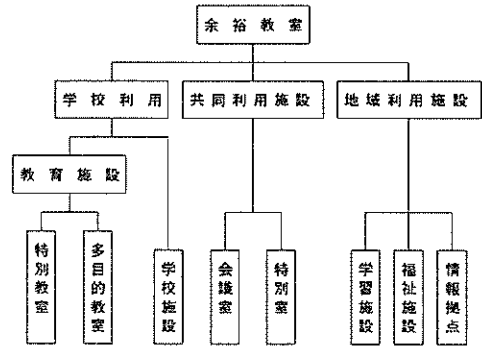 余裕教室
学校利用
共同利用施設
地域利用施設
教育施設
特別教室
多目的教室
学校施設
会議室
特別室
学習施設
福祉施設
情報拠点